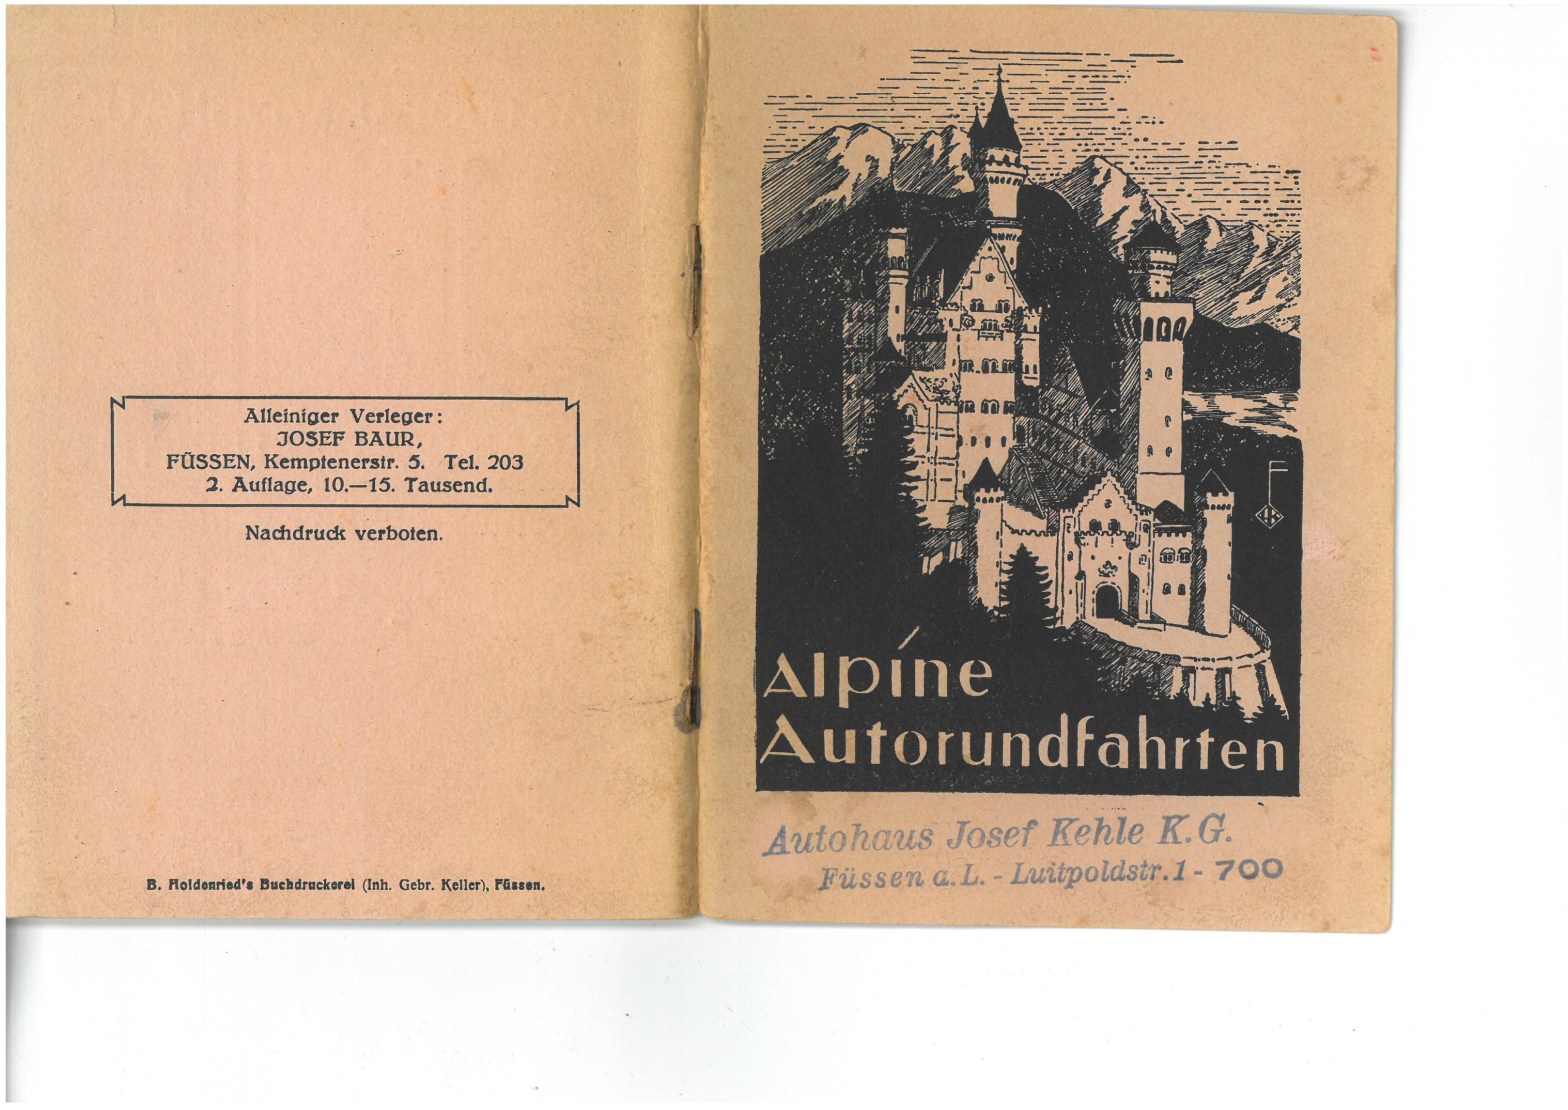 Alleiniger Verleger:
JOSEF BAUR,
FÜSSEN, Kemptenerstr. 5. Tel. 203
2. Auflage, 10.—15. Tausend.
Nachdruck verboten.
B. Holdenried's Buchdruckerei (Inh. Gebr. Keller), Füssen.
Alpine
Autorundfahrten
Autohaus Josef Kehle K.G.
Füssen a. L. - Luitpoldstr. 1 - 700